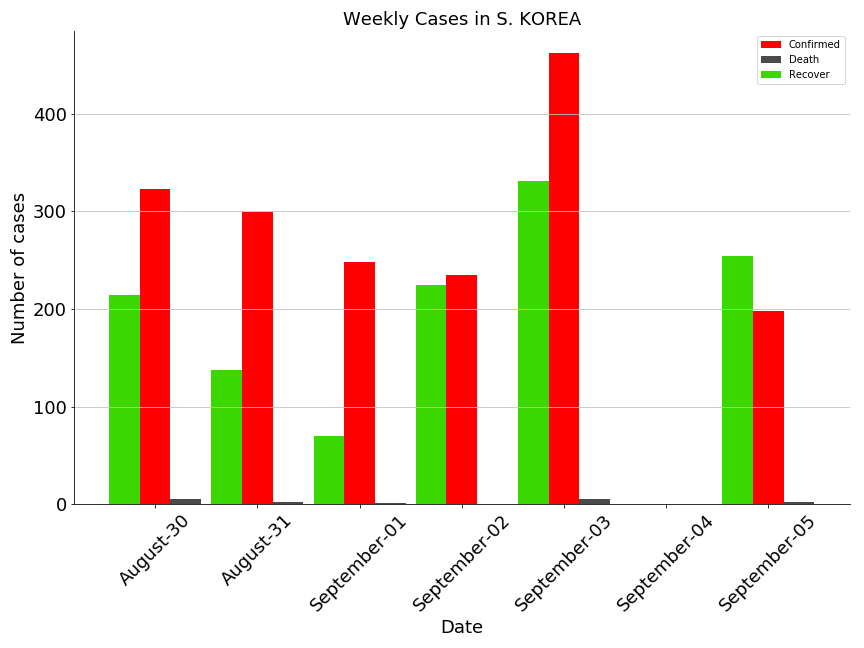 Weekly Cases in S. KOREA
Confirmed
Death
Recover
Number of cases
400
300
200
100
0
August-30
August-31
September-01
September-02
September-03
September-04
September-05
Date